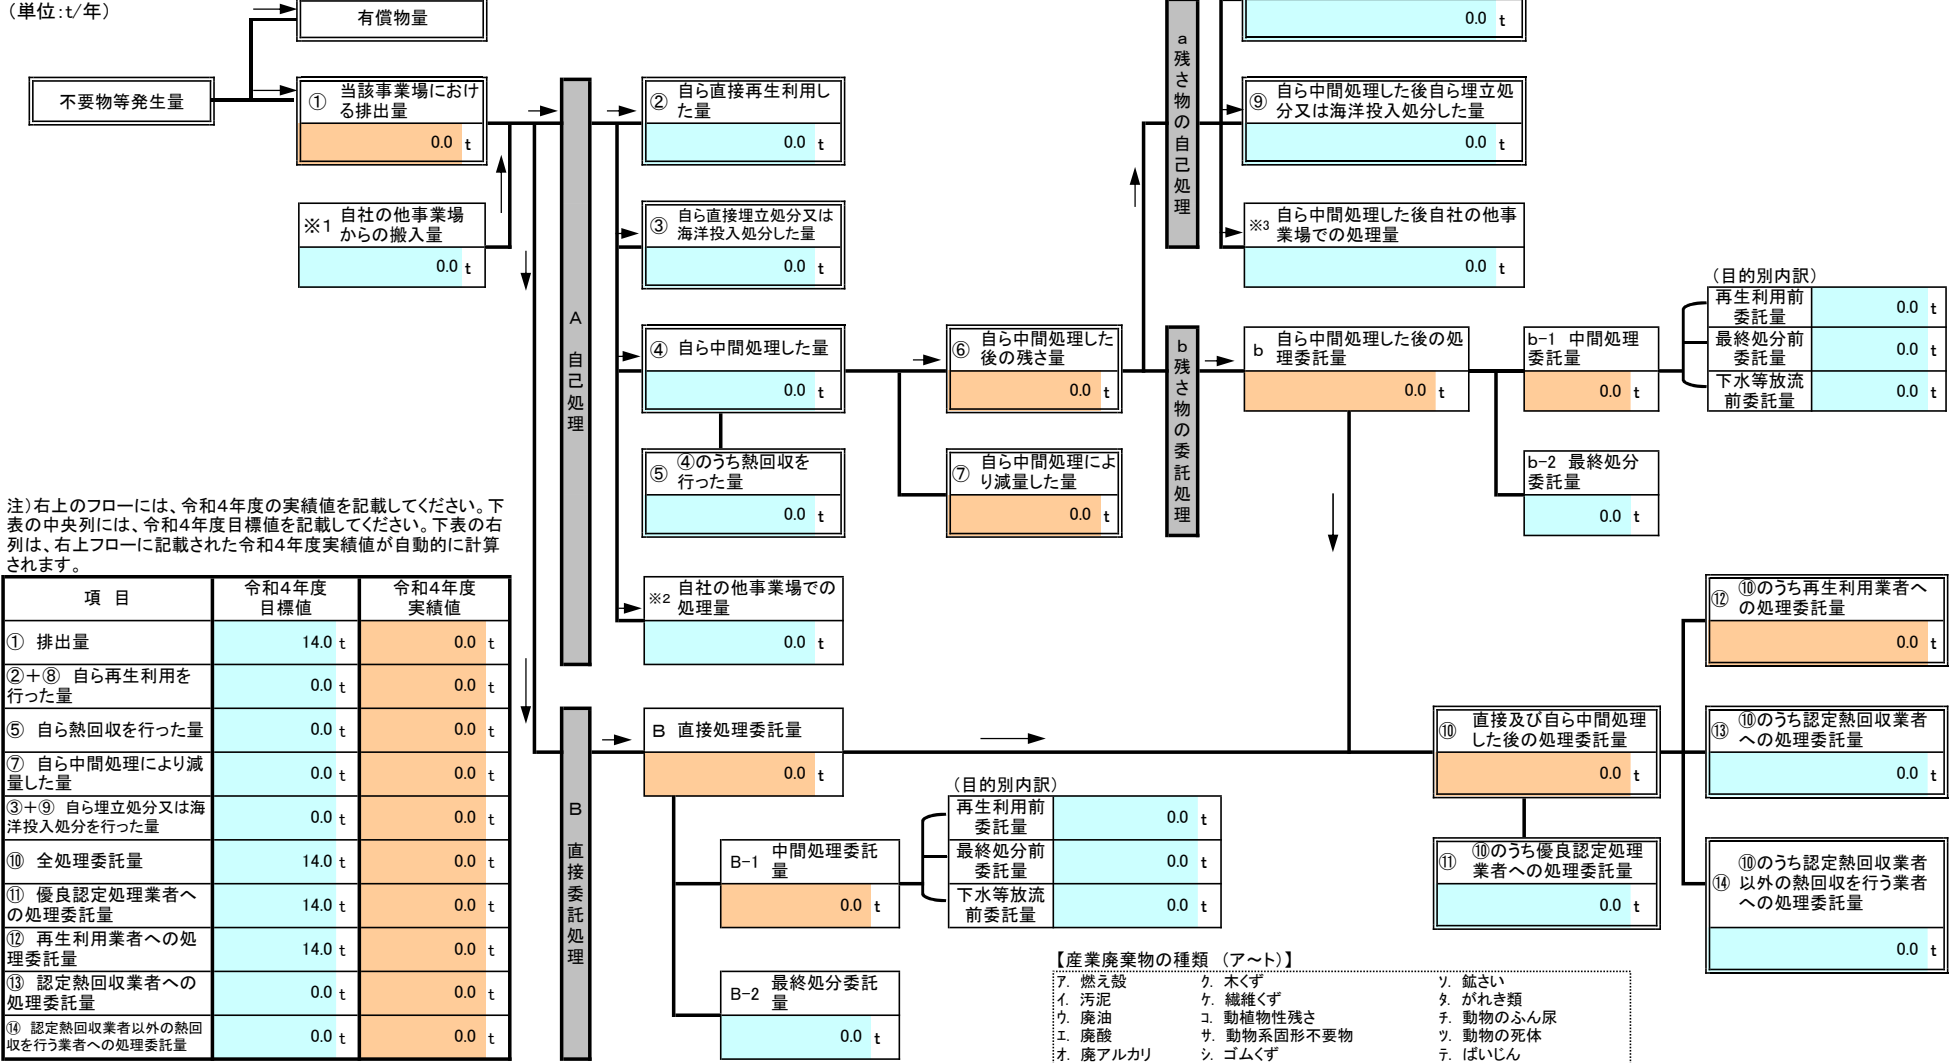 （単位：t/年）
有償物量
不要物等発生量
① 当該事業場におけ
る排出量
0.0 t
※1 自社の他事業場
からの搬入量
0.0 t
A 自己処理
② 自ら直接再生利用し
た量
0.0 t
③ 自ら直接埋立処分又は
海洋投入処分した量
0.0 t
④ 自ら中間処理した量
0.0 t
⑤ ④のうち熱回収を
行った量
0.0 t
※2 自社の他事業場での
処理量
0.0 t
⑥ 自ら中間処理した
後の残さ量
0.0 t
⑦ 自ら中間処理によ
り減量した量
0.0 t
a 残さ物の自己処理
0.0 t
⑨ 自ら中間処理した後自ら埋立処
分又は海洋投入処分した量
0.0 t
※3 自ら中間処理した後自社の他事
業場での処理量
0.0 t
b 残さ物の委託処理
b 自ら中間処理した後の処
理委託量
0.0 t
b-1 中間処理
委託量
0.0 t
b-2 最終処分
委託量
0.0 t
（目的別内訳）
再生利用前
委託量
0.0 t
最終処分前
委託量
0.0 t
下水等放流
前委託量
0.0 t
注）右上のフローには、令和4年度の実績値を記載してください。下
表の中央列には、令和4年度目標値を記載してください。下表の右
列は、右上フローに記載された令和4年度実績値が自動的に計算
されます。
項 目 令和4年度 目標値 令和4年度 実績値
① 排出量 14.0 t 0.0 t
②＋⑧ 自ら再生利用を
行った量 0.0 t 0.0 t
⑤ 自ら熱回収を行った量 0.0 t 0.0 t
⑦ 自ら中間処理により減
量した量 0.0 t 0.0 t
③＋⑨ 自ら埋立処分又は海
洋投入処分を行った量 0.0 t 0.0 t
⑩ 全処理委託量 14.0 t 0.0 t
⑪ 優良認定処理業者へ
の処理委託量 14.0 t 0.0 t
⑫ 再生利用業者への処
理委託量 14.0 t 0.0 t
⑬ 認定熱回収業者への
処理委託量 0.0 t 0.0 t
⑭ 認定熱回収業者以外の熱回
収を行う業者への処理委託量 0.0 t 0.0 t
B 直接委託処理
B 直接処理委託量
0.0 t
B-1 中間処理委託
量
0.0 t
B-2 最終処分委託
量
0.0 t
（目的別内訳）
再生利用前
委託量
0.0 t
最終処分前
委託量
0.0 t
下水等放流
前委託量
0.0 t
⑩ 直接及び自ら中間処理
した後の処理委託量
0.0 t
⑪ ⑩のうち優良認定処理
業者への処理委託量
0.0 t
⑫ ⑩のうち再生利用業者へ
の処理委託量
0.0 t
⑬ ⑩のうち認定熱回収業者
への処理委託量
0.0 t
⑭ ⑩のうち認定熱回収業者
以外の熱回収を行う業者
への処理委託量
0.0 t
【産業廃棄物の種類 （ア～ト）】
ア. 燃え殻 ク. 木くず ソ. 鉱さい
イ. 汚泥 ケ. 繊維くず タ. がれき類
ウ. 廃油 コ. 動植物性残さ チ. 動物のふん尿
エ. 廃酸 サ. 動物系固形不要物 ツ. 動物の死体
オ. 廃アルカリ シ. ゴムくず テ. ばいじん